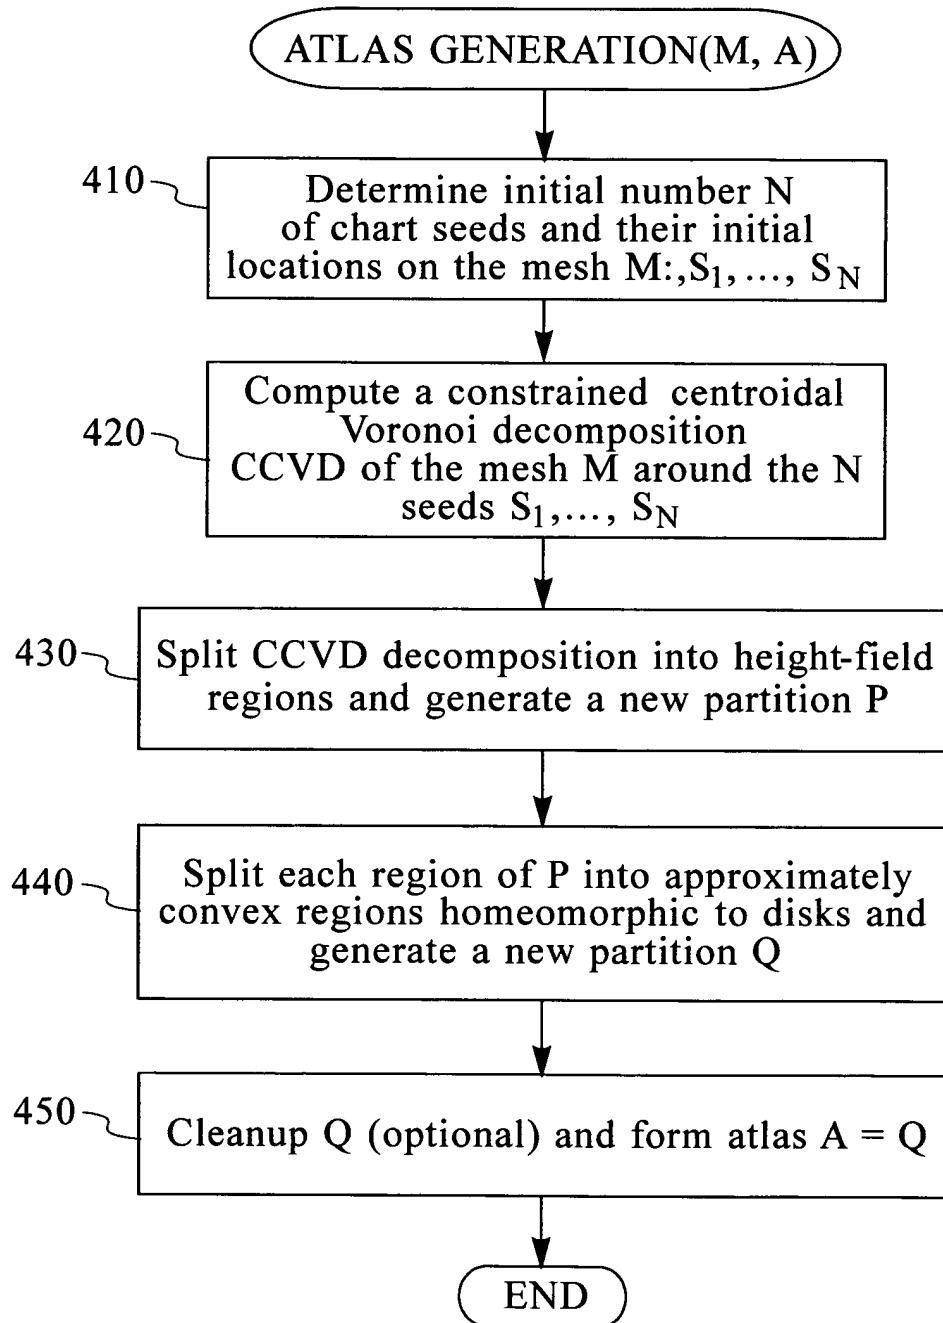 ATLAS GENERATION(M, A)
410
Determine initial number N
of chart seeds and their initial
locations on the mesh M:,S1,..., SN
420
Compute a constrained centroidal
Voronoi decomposition
CCVD of the mesh M around the N
seeds S1,..., SN
430
Split CCVD decomposition into height-field
regions and generate a new partition P
440
Split each region of P into approximately
convex regions homeomorphic to disks and
generate a new partition Q
450
Cleanup Q (optional) and form atlas A = Q
END